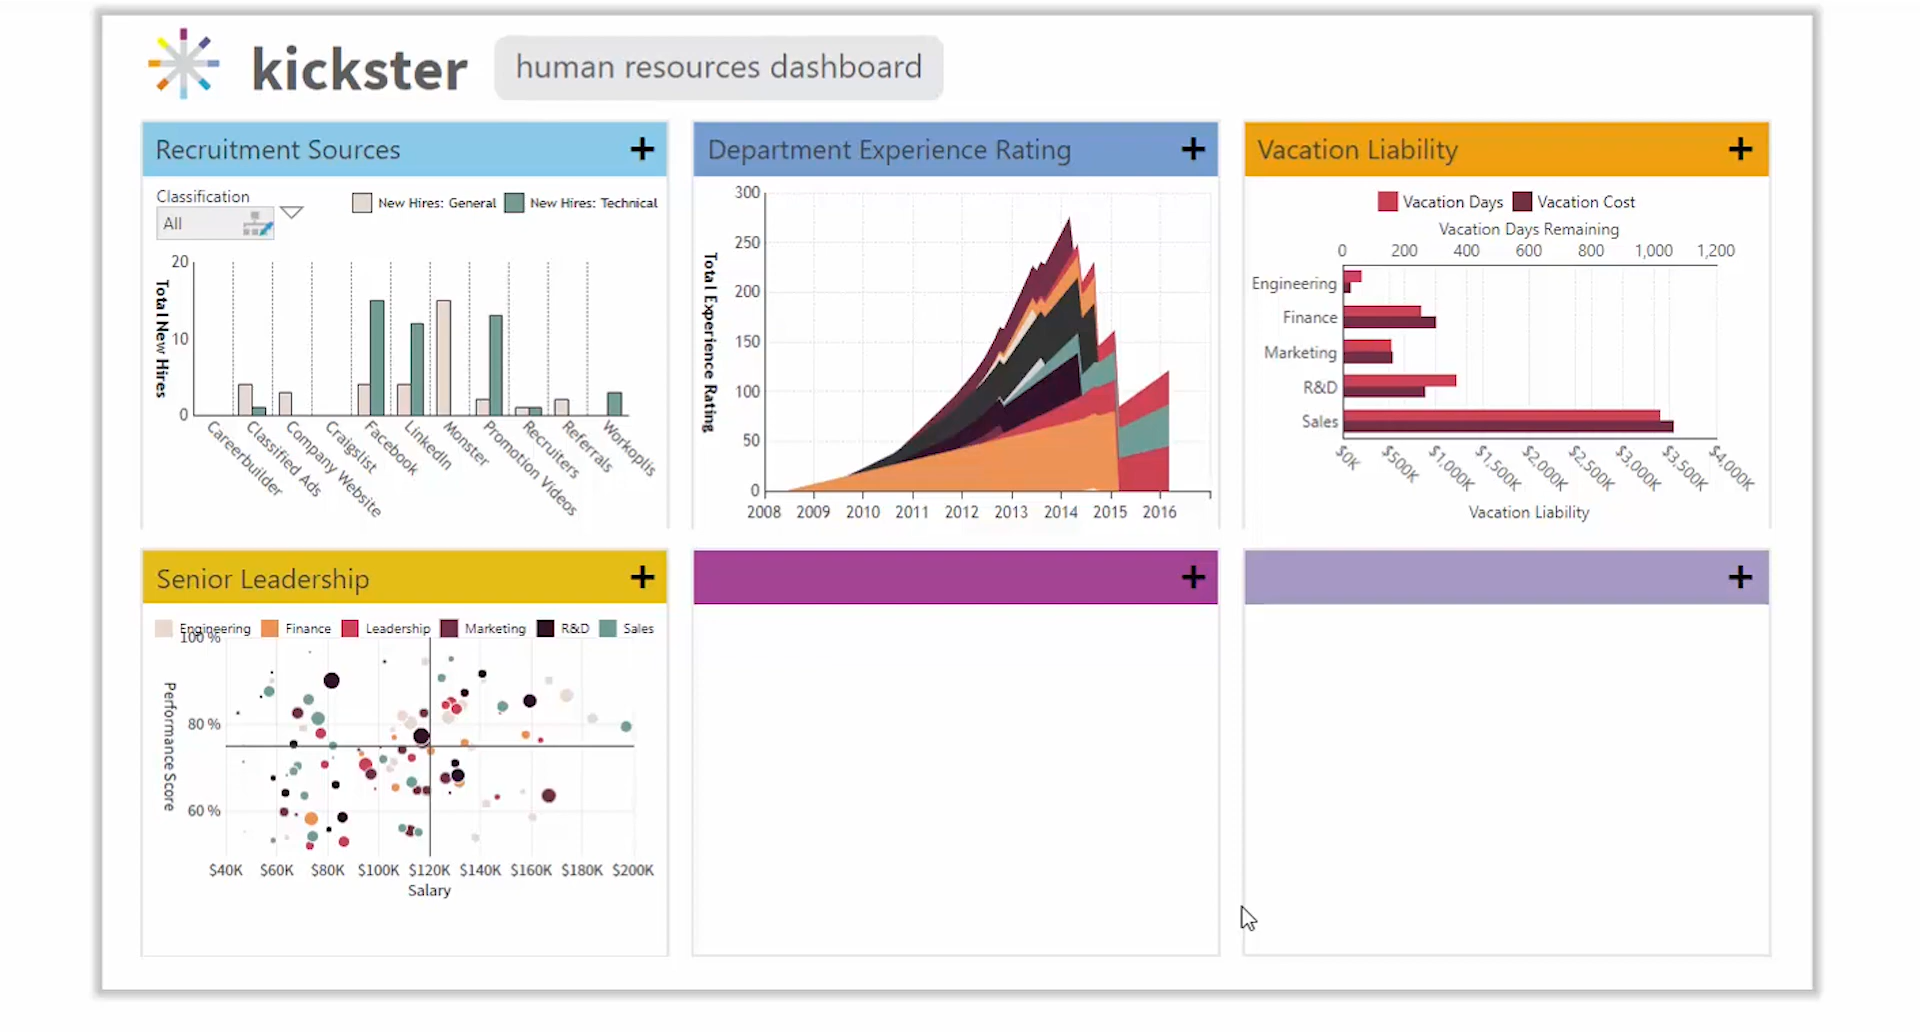 kickster
human resources dashboard
Recruitment Sources +
Classification
All
New Hires: General New Hires: Technical
Total New Hires
20
10
0
Careerbuilder
Classified Ads
Company Website
Craigslist
Facebook
LinkedIn
Monster
Promotion Videos
Recruiters
Referrals
Workoplis
Department Experience Rating +
Total Experience Rating
300
250
200
150
100
50
0
2008 2009 2010 2011 2012 2013 2014 2015 2016
Vacation Liability +
Vacation Days Vacation Cost
Vacation Days Remaining
0 200 400 600 800 1,000 1,200
Engineering
Finance
Marketing
R&D
Sales
$0K $500K $1,000K $1,500K $2,000K $2,500K $3,000K $3,500K $4,000K
Vacation Liability
Senior Leadership +
Engineering Finance Leadership Marketing R&D Sales
Performance Score
100 %
80 %
60 %
$40K $60K $80K $100K $120K $140K $160K $180K $200K
Salary
+
+